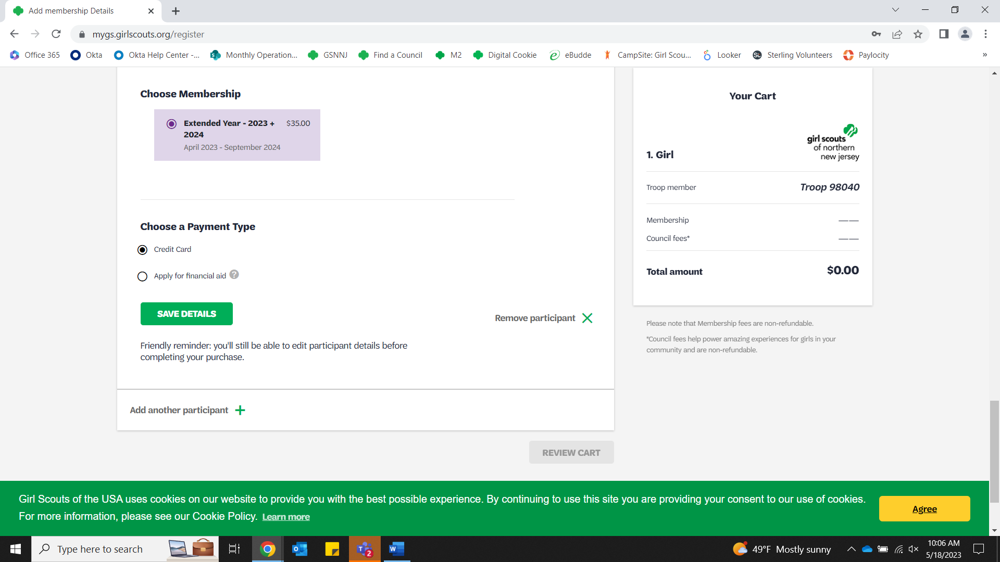 Add membership Details
mygs.girlscouts.org/register
Office 365
Okta
Okta Help Center -...
Monthly Operation...
GSNNJ
Find a Council
M2
Digital Cookie
eBudde
CampSite: Girl Scou...
Looker
Sterling Volunteers
Paylocity
»
Choose Membership
Extended Year - 2023 + $35.00
2024
April 2023 - September 2024
Choose a Payment Type
Credit Card
Apply for financial aid ?
SAVE DETAILS
Remove participant
Friendly reminder: you'll still be able to edit participant details before
completing your purchase.
Add another participant
REVIEW CART
Your Cart
girl scouts
of northern
new jersey
1. Girl
Troop member Troop 98040
Membership
Council fees*
Total amount $0.00
Please note that Membership fees are non-refundable.
*Council fees help power amazing experiences for girls in your
community and are non-refundable.
Girl Scouts of the USA uses cookies on our website to provide you with the best possible experience. By continuing to use this site you are providing your consent to our use of cookies.
For more information, please see our Cookie Policy. Learn more
Agree
Type here to search
2
49°F Mostly sunny
10:06 AM
5/18/2023